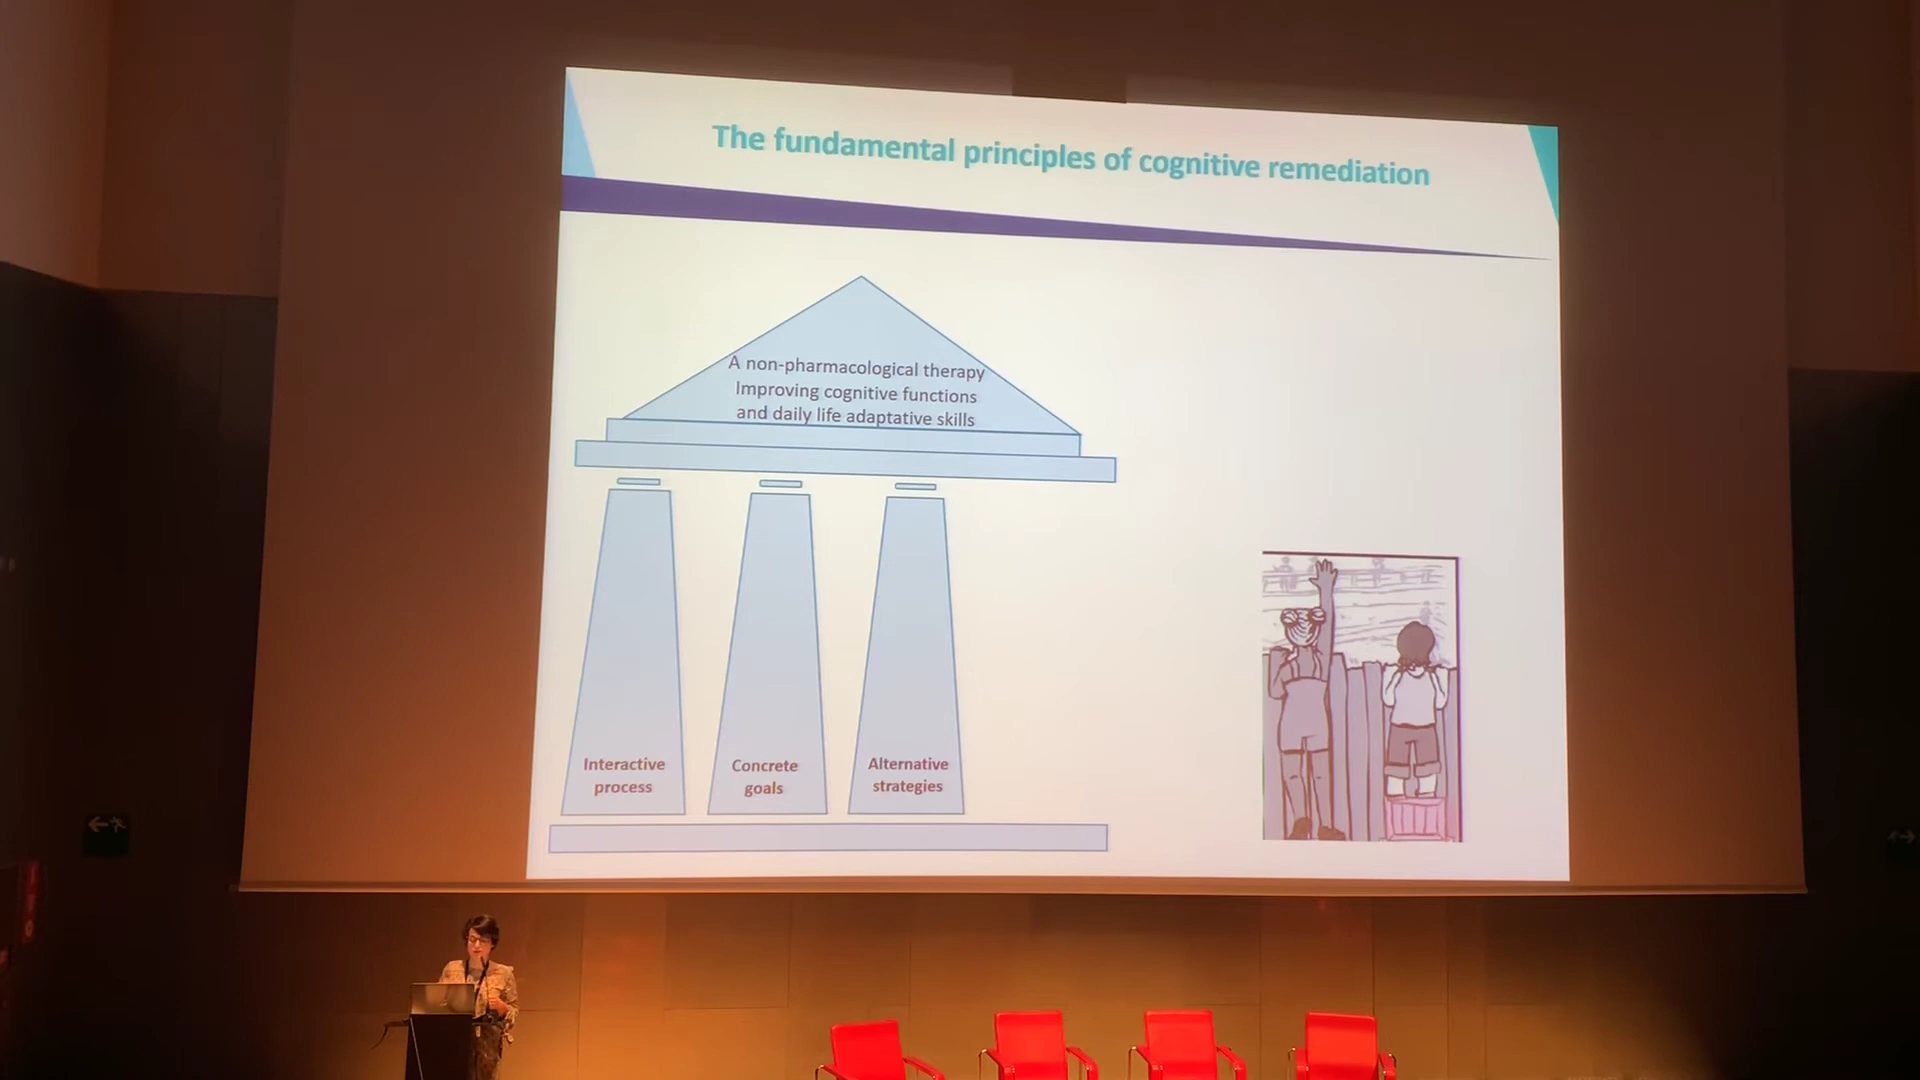 The fundamental principles of cognitive remediation
A non-pharmacological therapy
Improving cognitive functions
and daily life adaptative skills
Interactive
process
Concrete
goals
Alternative
strategies